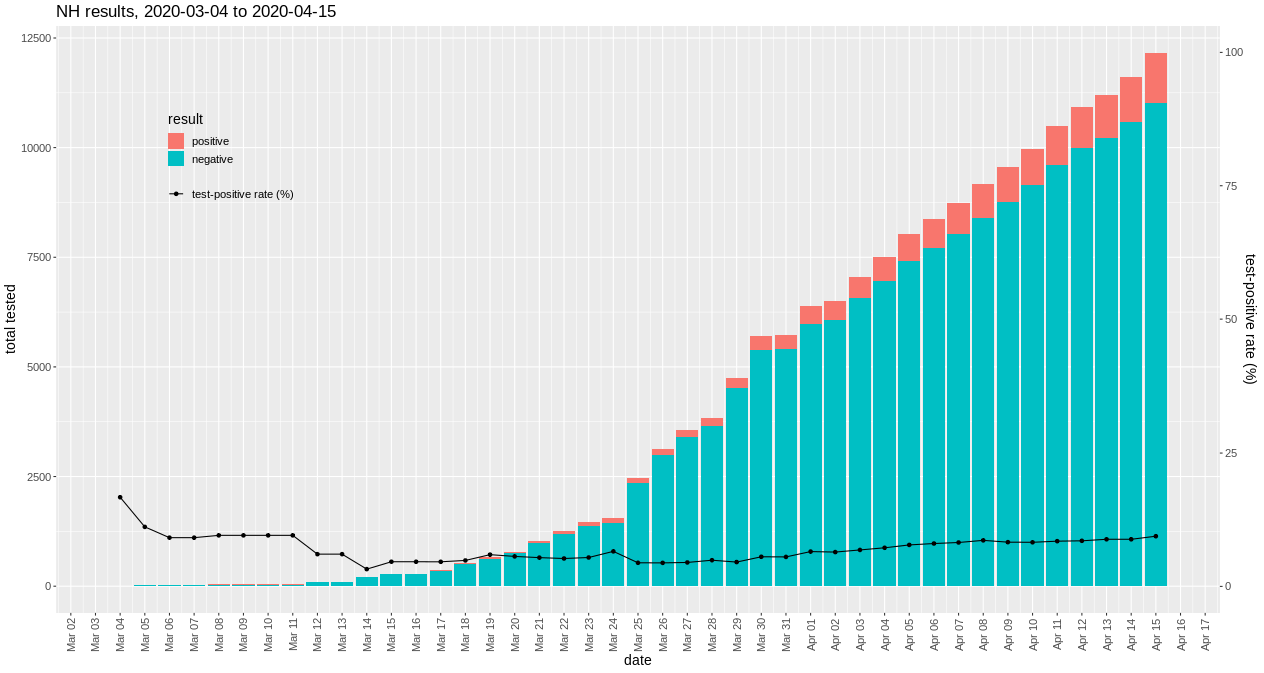 NH results, 2020-03-04 to 2020-04-15
12500
10000
7500
5000
2500
0
total tested
result
positive
negative
test-positive rate (%)
100
75
50
25
0
test-positive rate (%)
Mar 02
Mar 03
Mar 04
Mar 05
Mar 06
Mar 07
Mar 08
Mar 09
Mar 10
Mar 11
Mar 12
Mar 13
Mar 14
Mar 15
Mar 16
Mar 17
Mar 18
Mar 19
Mar 20
Mar 21
Mar 22
Mar 23
Mar 24
Mar 25
Mar 26
Mar 27
Mar 28
Mar 29
Mar 30
Mar 31
Apr 01
Apr 02
Apr 03
Apr 04
Apr 05
Apr 06
Apr 07
Apr 08
Apr 09
Apr 10
Apr 11
Apr 12
Apr 13
Apr 14
Apr 15
Apr 16
Apr 17
date